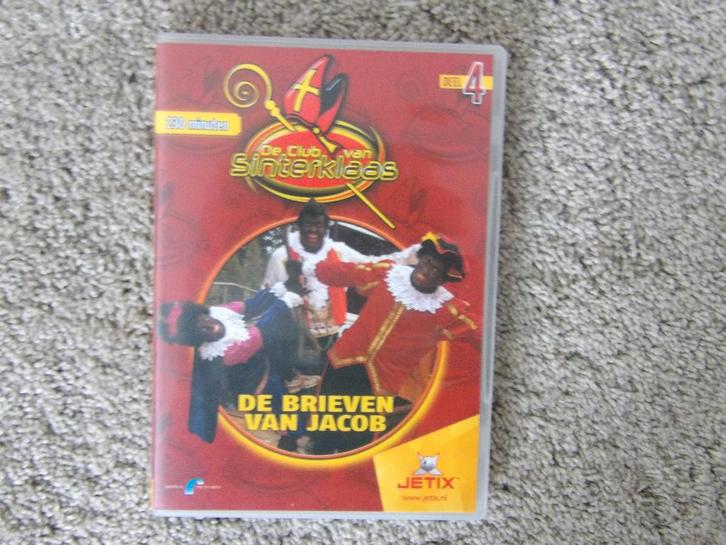 DEEL 4
230 minuten
De Club van
Sinterklaas
DE BRIEVEN
VAN JACOB
JETIX
www.jetix.nl